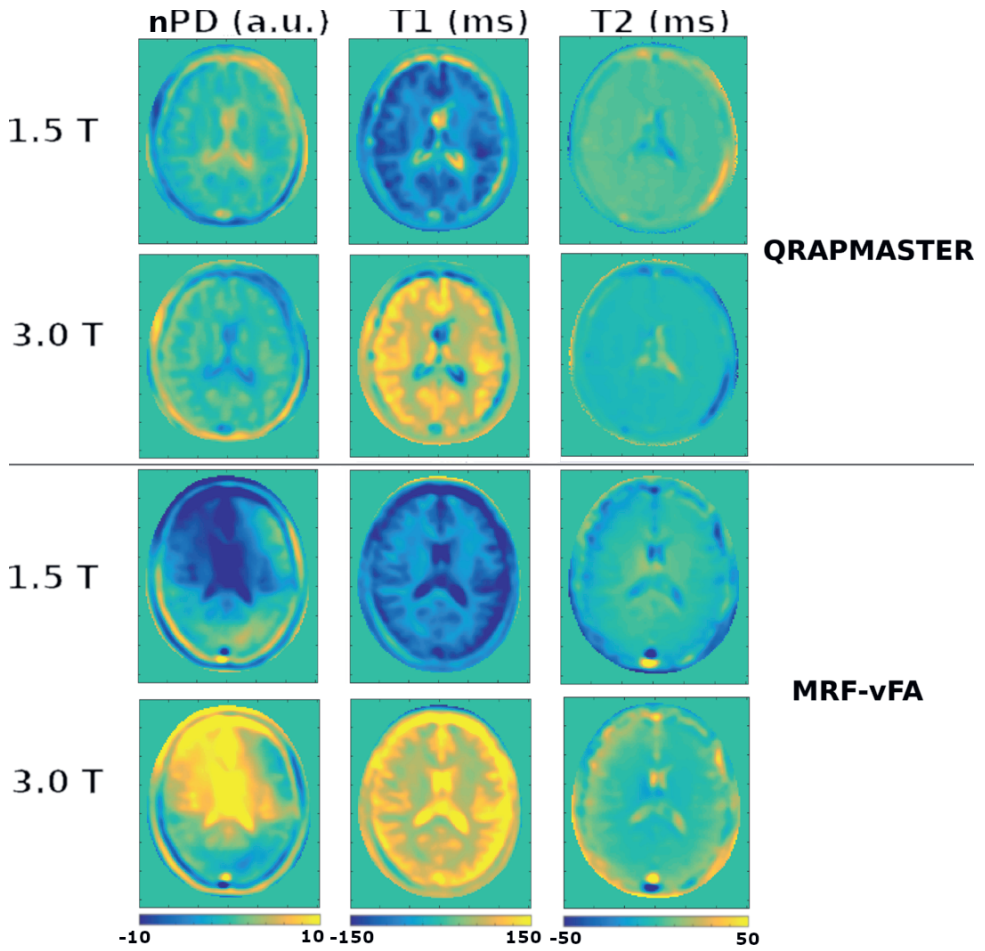 nPD (a.u.) T1 (ms) T2 (ms)
1.5 T
QRAPMASTER
3.0 T
1.5 T
MRF-vFA
3.0 T
-10 10 -150 150 -50 50